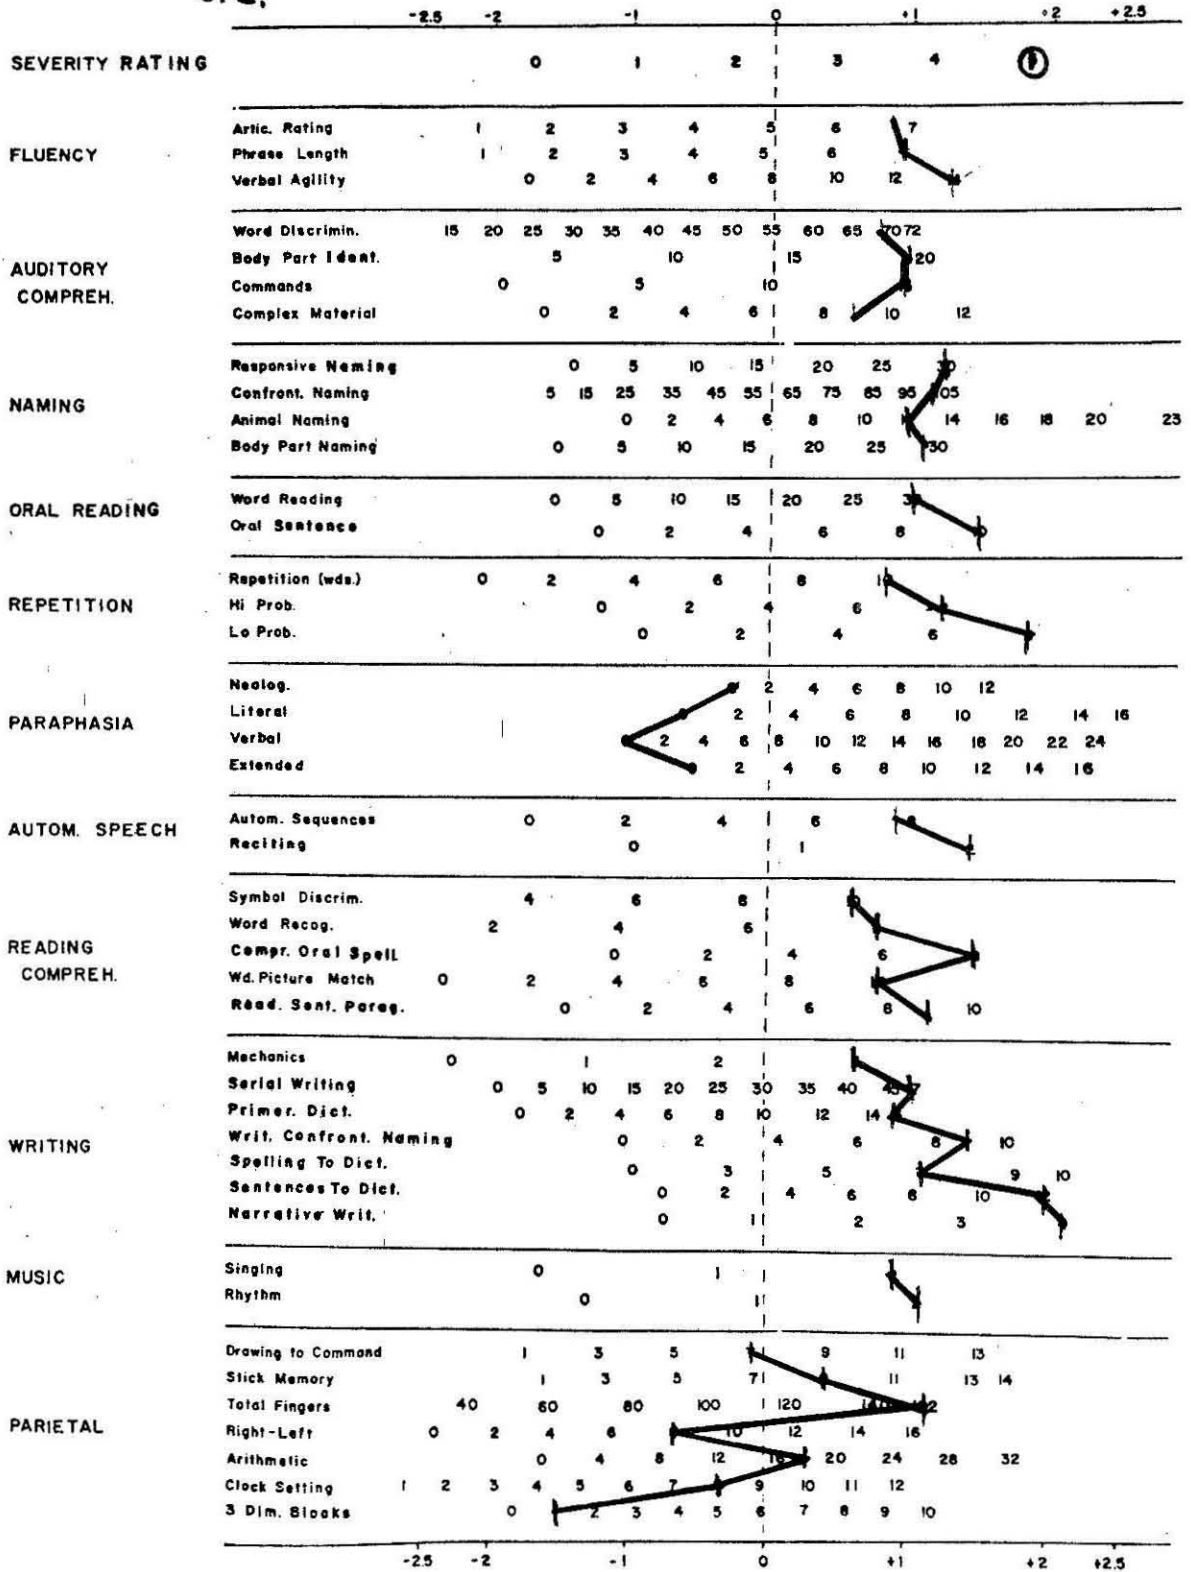 -2.5 -2 -1 0 +1 +2 +2.5
SEVERITY RATING 0 1 2 3 4
FLUENCY
Artic. Rating 1 2 3 4 5 6 7
Phrase Length 1 2 3 4 5 6
Verbal Agility 0 2 4 6 8 10 12
AUDITORY COMPREH.
Word Discrimin. 15 20 25 30 35 40 45 50 55 60 65 70 72
Body Part Ident. 5 10 15 20
Commands 0 5 10
Complex Material 0 2 4 6 8 10 12
NAMING
Responsive Naming 0 5 10 15 20 25 30
Confront. Naming 5 15 25 35 45 55 65 75 85 95 105
Animal Naming 0 2 4 6 8 10 14 16 18 20 23
Body Part Naming 0 5 10 15 20 25 30
ORAL READING
Word Reading 0 5 10 15 20 25
Oral Sentence 0 2 4 6 8
REPETITION
Repetition (wds.) 0 2 4 6 8 10
Hi Prob. 0 2 4 6
Lo Prob. 0 2 4 6
PARAPHASIA
Neolog. 2 4 6 8 10 12
Literal 2 4 6 8 10 12 14 16
Verbal 2 4 6 8 10 12 14 16 18 20 22 24
Extended 2 4 6 8 10 12 14 16
AUTOM. SPEECH
Autom. Sequences 0 2 4 6 8
Reciting 0 1
READING COMPREH.
Symbol Discrim. 4 6 8 10
Word Recog. 2 4 6
Compr. Oral Spell. 0 2 4 6
Wd. Picture Match 0 2 4 6 8
Read. Sent. Parag. 0 2 4 6 8 10
WRITING
Mechanics 0 1 2
Serial Writing 0 5 10 15 20 25 30 35 40 45
Primer. Dict. 0 2 4 6 8 10 12 14
Writ. Confront. Naming 0 2 4 6 8 10
Spelling To Dict. 0 3 5 9 10
Sentences To Dict. 0 2 4 6 8 10
Narrative Writ. 0 1 2 3
MUSIC
Singing 0 1
Rhythm 0 1
PARIETAL
Drawing to Command 1 3 5 9 11 13
Stick Memory 1 3 5 7 11 13 14
Total Fingers 40 60 80 100 120 140
Right-Left 0 2 4 6 10 12 14 16
Arithmetic 0 4 8 12 16 20 24 28 32
Clock Setting 1 2 3 4 5 6 7 9 10 11 12
3 Dim. Blocks 0 2 3 4 5 6 7 8 9 10
-2.5 -2 -1 0 +1 +2 +2.5